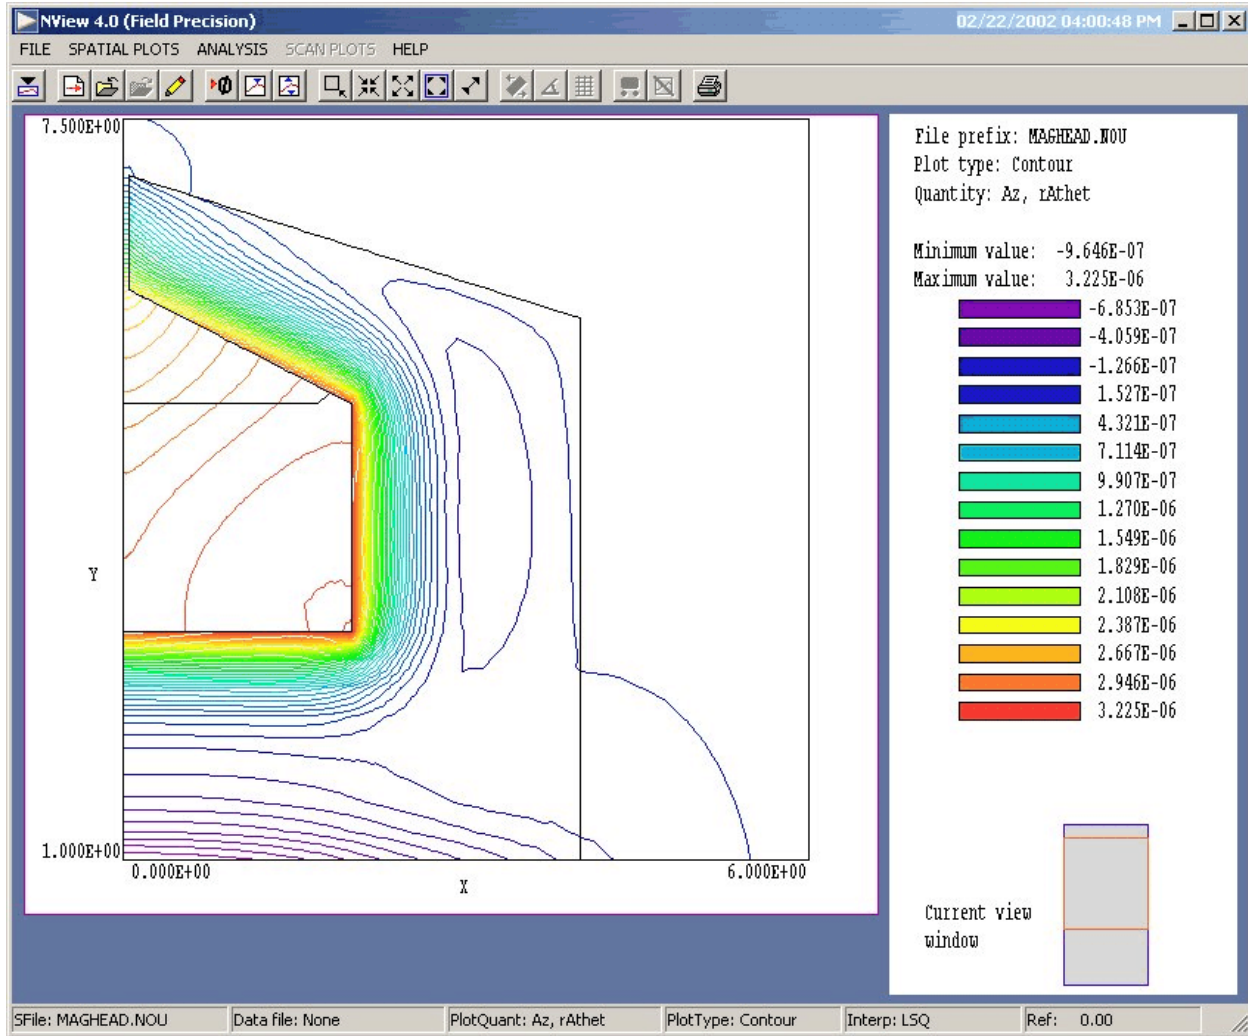 NView 4.0 (Field Precision) 02/22/2002 04:00:48 PM
FILE SPATIAL PLOTS ANALYSIS SCAN PLOTS HELP
7.500E+00
Y
1.000E+00
0.000E+00
X
6.000E+00
File prefix: MAGHEAD.NOU
Plot type: Contour
Quantity: Az, rAthet
Minimum value: -9.646E-07
Maximum value: 3.225E-06
-6.853E-07
-4.059E-07
-1.266E-07
1.527E-07
4.321E-07
7.114E-07
9.907E-07
1.270E-06
1.549E-06
1.829E-06
2.108E-06
2.387E-06
2.667E-06
2.946E-06
3.225E-06
Current view
window
SFile: MAGHEAD.NOU Data file: None PlotQuant: Az, rAthet PlotType: Contour Interp: LSQ Ref: 0.00